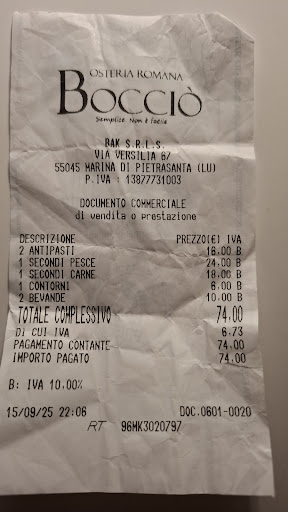 OSTERIA ROMANA
BOCCIÒ
Semplice Non è facile
BAK S.R.L.s.
VIA VERSILIA 67
55045 MARINA DI PIETRASANTA (LU)
P.IVA : 13877731003
DOCUMENTO COMMERCIALE
di vendita o prestazione
DESCRIZIONE PREZZO(€) IVA
2 ANTIPASTI 16.00 B
1 SECONDI PESCE 24.00 B
1 SECONDI CARNE 18.00 B
1 CONTORNI 6.00 B
2 BEVANDE 10.00 B
TOTALE COMPLESSIVO 74.00
DI CUI IVA 6.73
PAGAMENTO CONTANTE 74.00
IMPORTO PAGATO 74.00
B: IVA 10.00%
15/09/25 22:06 DOC.0601-0020
RT 96MK3020797